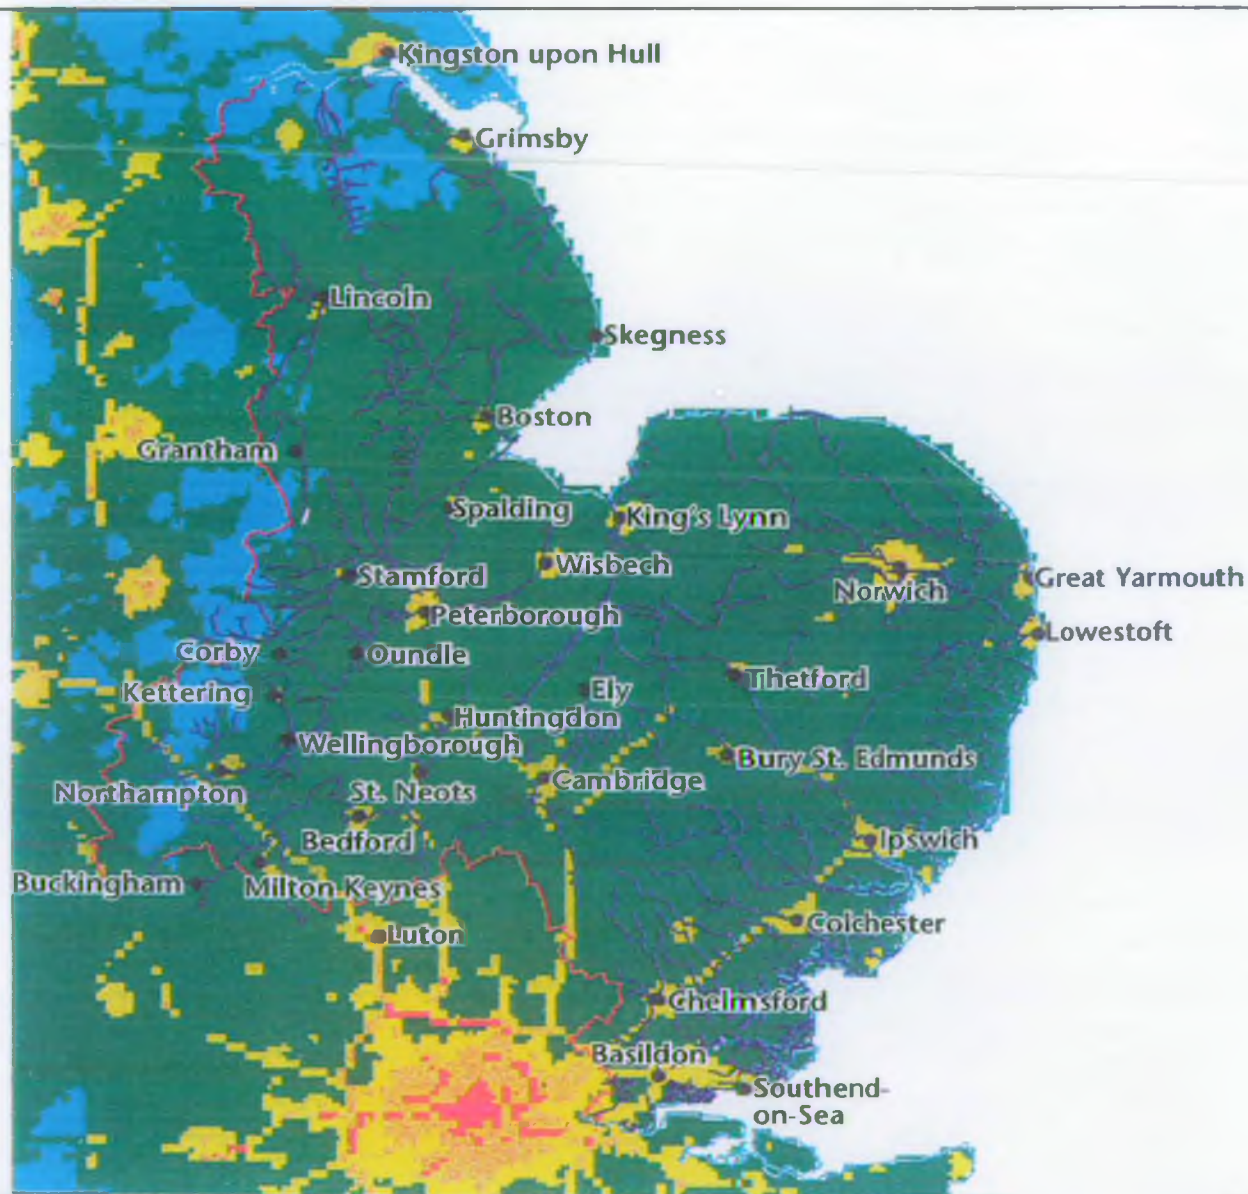 Kingston upon Hull
Grimsby
Lincoln
Skegness
Boston
Grantham
Spalding
King's Lynn
Wisbech
Stamford
Norwich
Great Yarmouth
Peterborough
Lowestoft
Corby
Oundle
Thetford
Kettering
Ely
Huntingdon
Wellingborough
Bury St. Edmunds
Cambridge
Northampton
St. Neots
Bedford
Ipswich
Buckingham
Milton Keynes
Colchester
Luton
Chelmsford
Basildon
Southend-
on-Sea